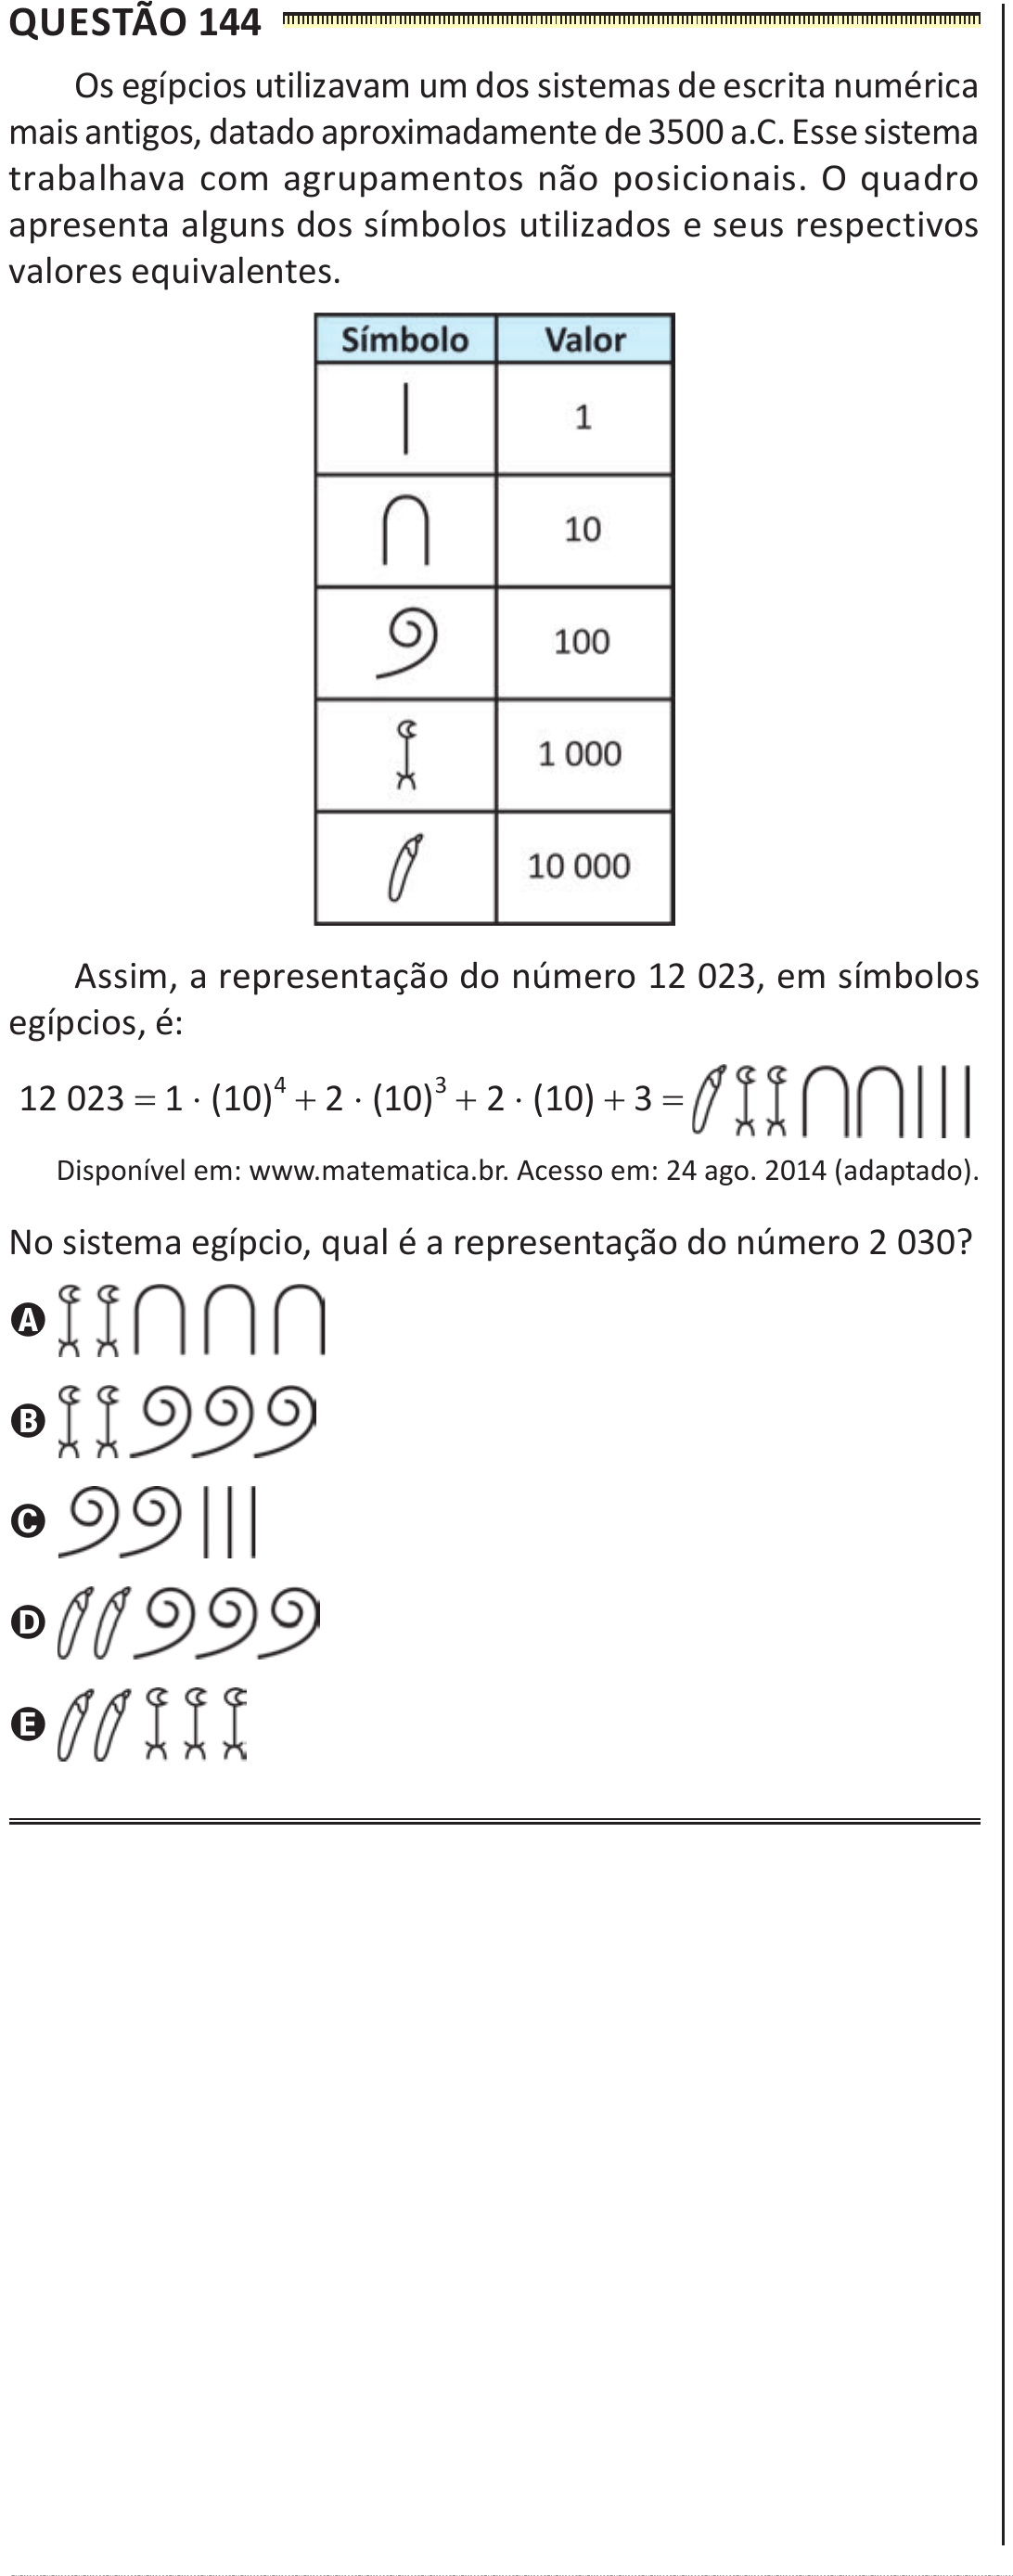 QUESTÃO 144
Os egípcios utilizavam um dos sistemas de escrita numérica
mais antigos, datado aproximadamente de 3500 a.C. Esse sistema
trabalhava com agrupamentos não posicionais. O quadro
apresenta alguns dos símbolos utilizados e seus respectivos
valores equivalentes.
Símbolo Valor
1
10
100
1 000
10 000
Assim, a representação do número 12 023, em símbolos
egípcios, é:
12 023 = 1 · (10)⁴ + 2 · (10)³ + 2 · (10) + 3 =
Disponível em: www.matematica.br. Acesso em: 24 ago. 2014 (adaptado).
No sistema egípcio, qual é a representação do número 2 030?
A
B
C
D
E